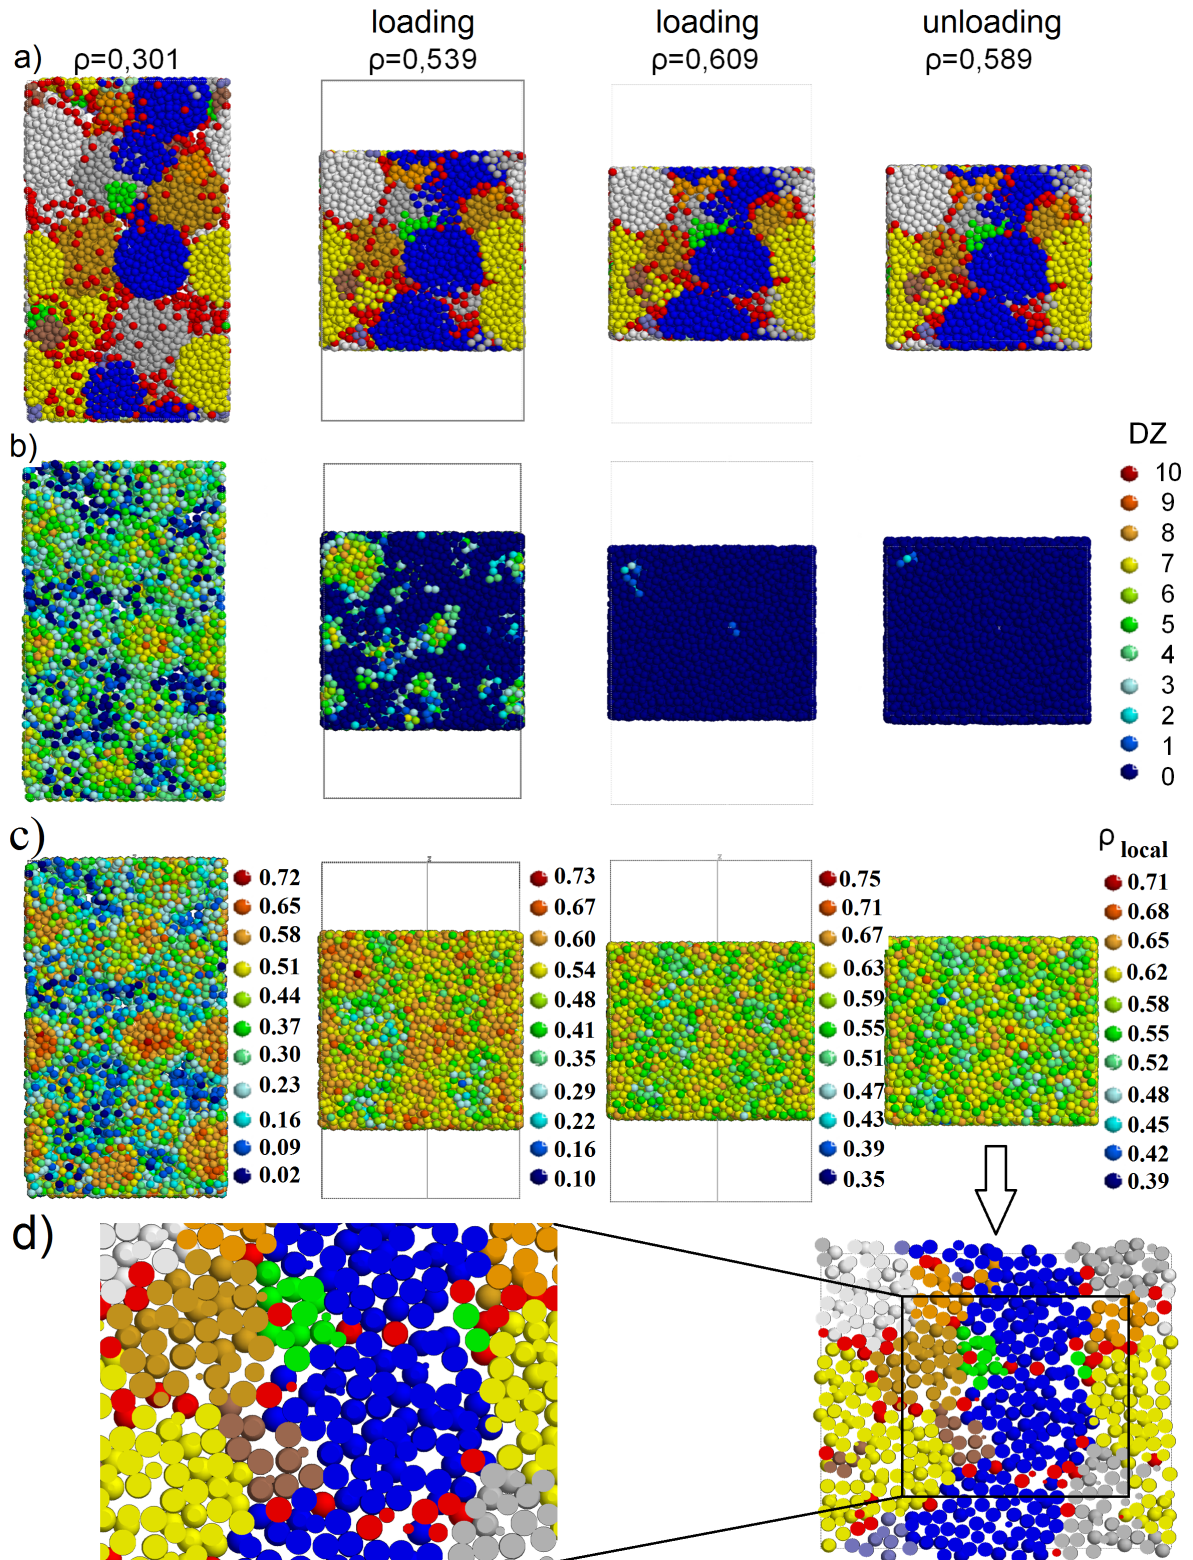 loading loading unloading
a) ρ=0,301 ρ=0,539 ρ=0,609 ρ=0,589
b)
DZ
10
9
8
7
6
5
4
3
2
1
0
c)
ρ local
0.72 0.73 0.75 0.71
0.65 0.67 0.71 0.68
0.58 0.60 0.67 0.65
0.51 0.54 0.63 0.62
0.44 0.48 0.59 0.58
0.37 0.41 0.55 0.55
0.30 0.35 0.51 0.52
0.23 0.29 0.47 0.48
0.16 0.22 0.43 0.45
0.09 0.16 0.39 0.42
0.02 0.10 0.35 0.39
d)